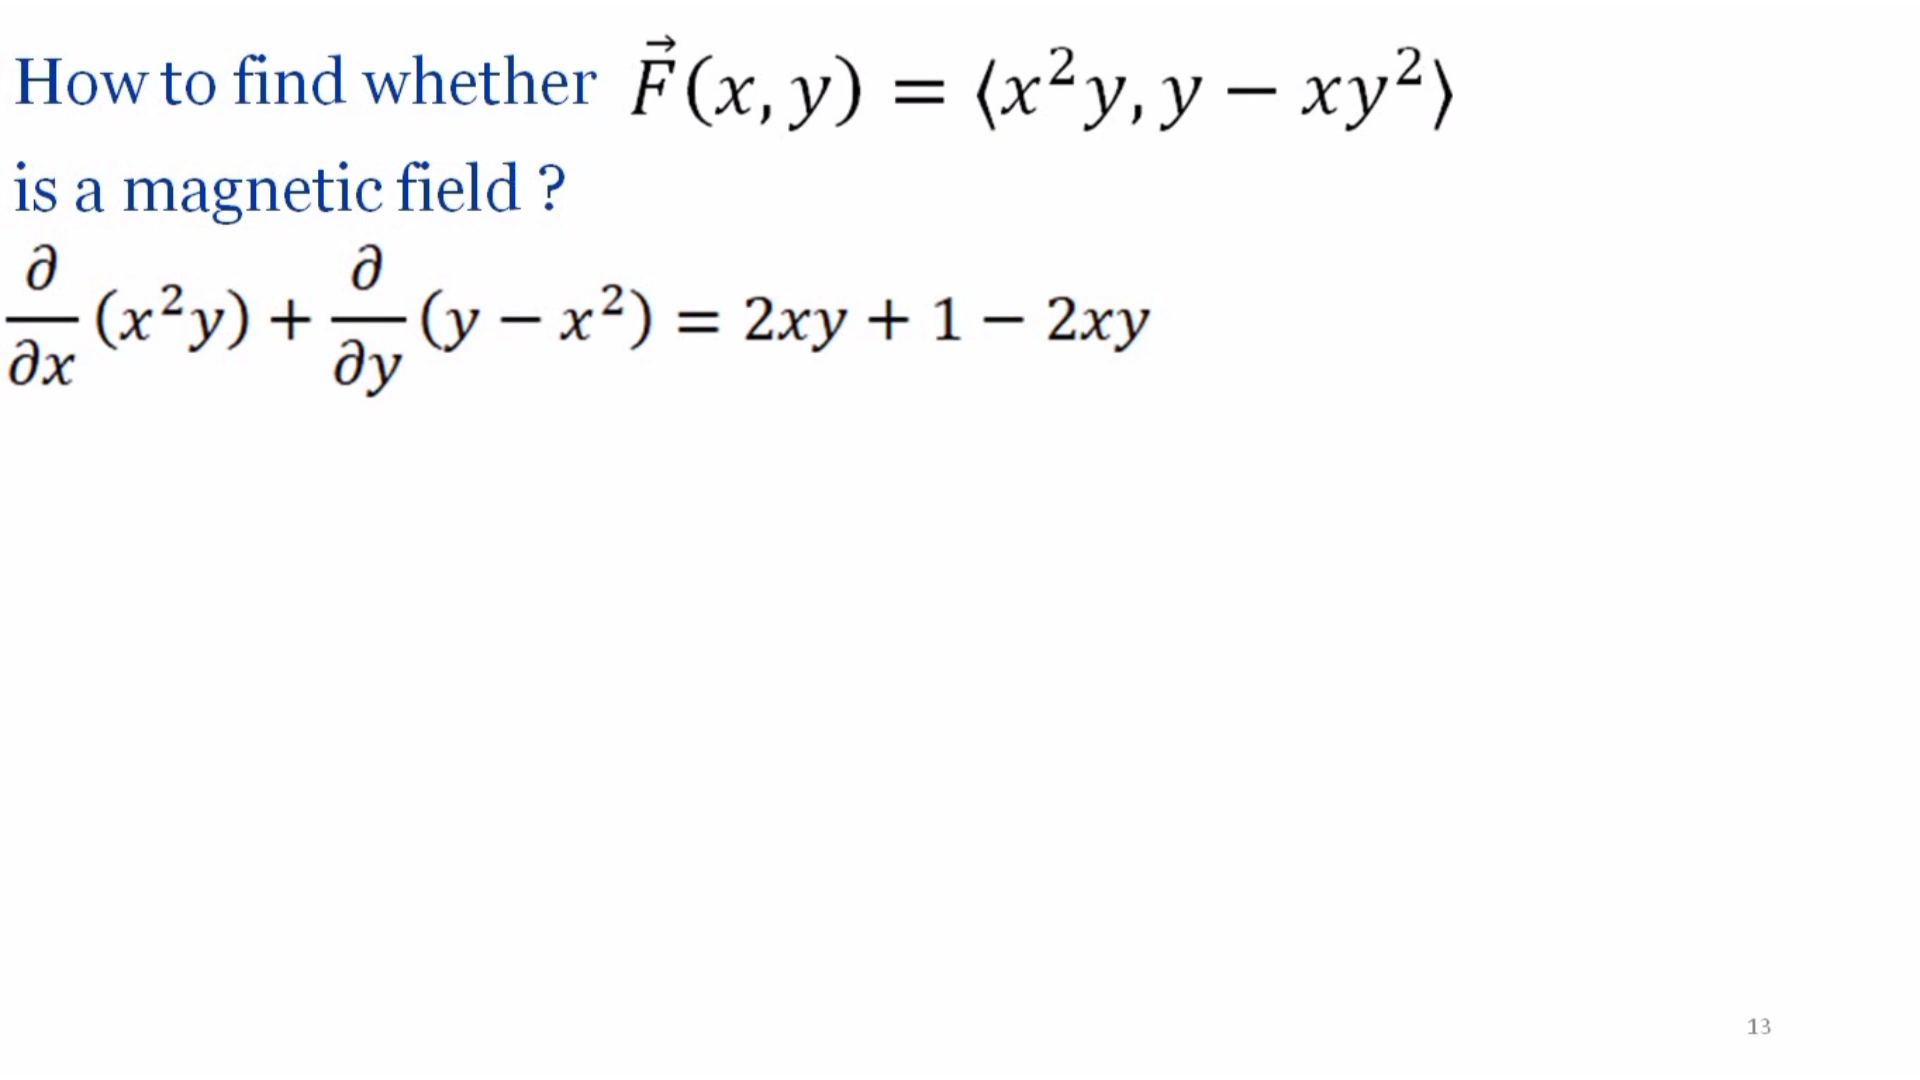 How to find whether F⃗(x, y) = ⟨x²y, y − xy²⟩
is a magnetic field ?
∂/∂x (x²y) + ∂/∂y (y − x²) = 2xy + 1 − 2xy
13